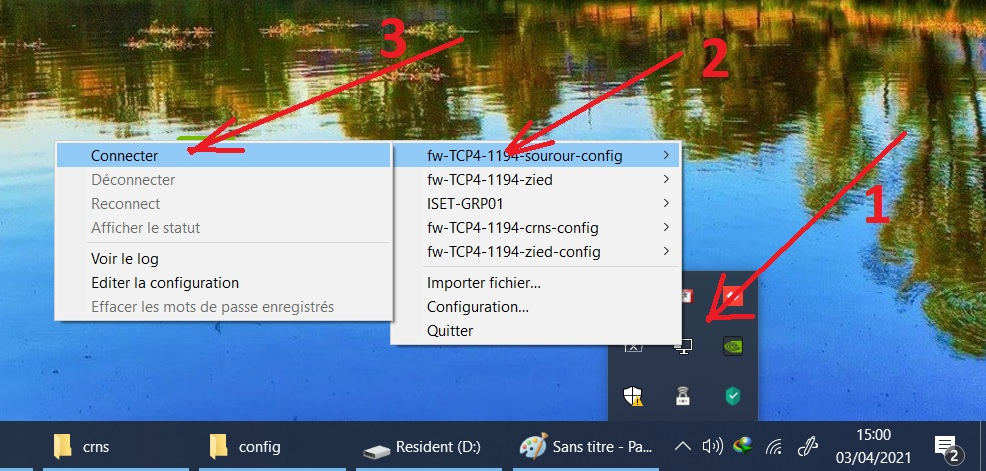 3
2
1
Connecter
Déconnecter
Reconnect
Afficher le statut
Voir le log
Editer la configuration
Effacer les mots de passe enregistrés
fw-TCP4-1194-sourour-config
fw-TCP4-1194-zied
ISET-GRP01
fw-TCP4-1194-crns-config
fw-TCP4-1194-zied-config
Importer fichier...
Configuration...
Quitter
crns
config
Resident (D:)
Sans titre - Pa...
15:00
03/04/2021
2